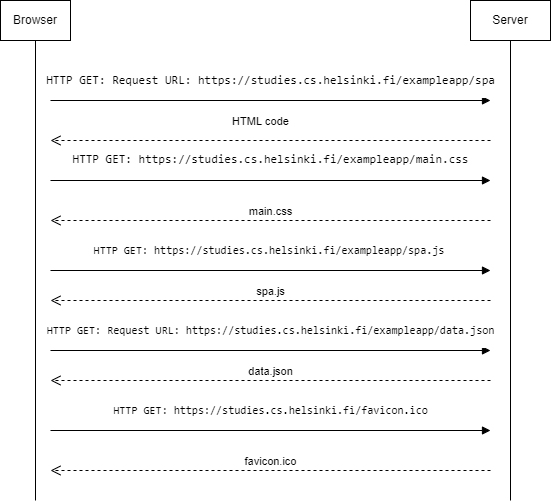 Browser
Server
HTTP GET: Request URL: https://studies.cs.helsinki.fi/exampleapp/spa
HTML code
HTTP GET: https://studies.cs.helsinki.fi/exampleapp/main.css
main.css
HTTP GET: https://studies.cs.helsinki.fi/exampleapp/spa.js
spa.js
HTTP GET: Request URL: https://studies.cs.helsinki.fi/exampleapp/data.json
data.json
HTTP GET: https://studies.cs.helsinki.fi/favicon.ico
favicon.ico